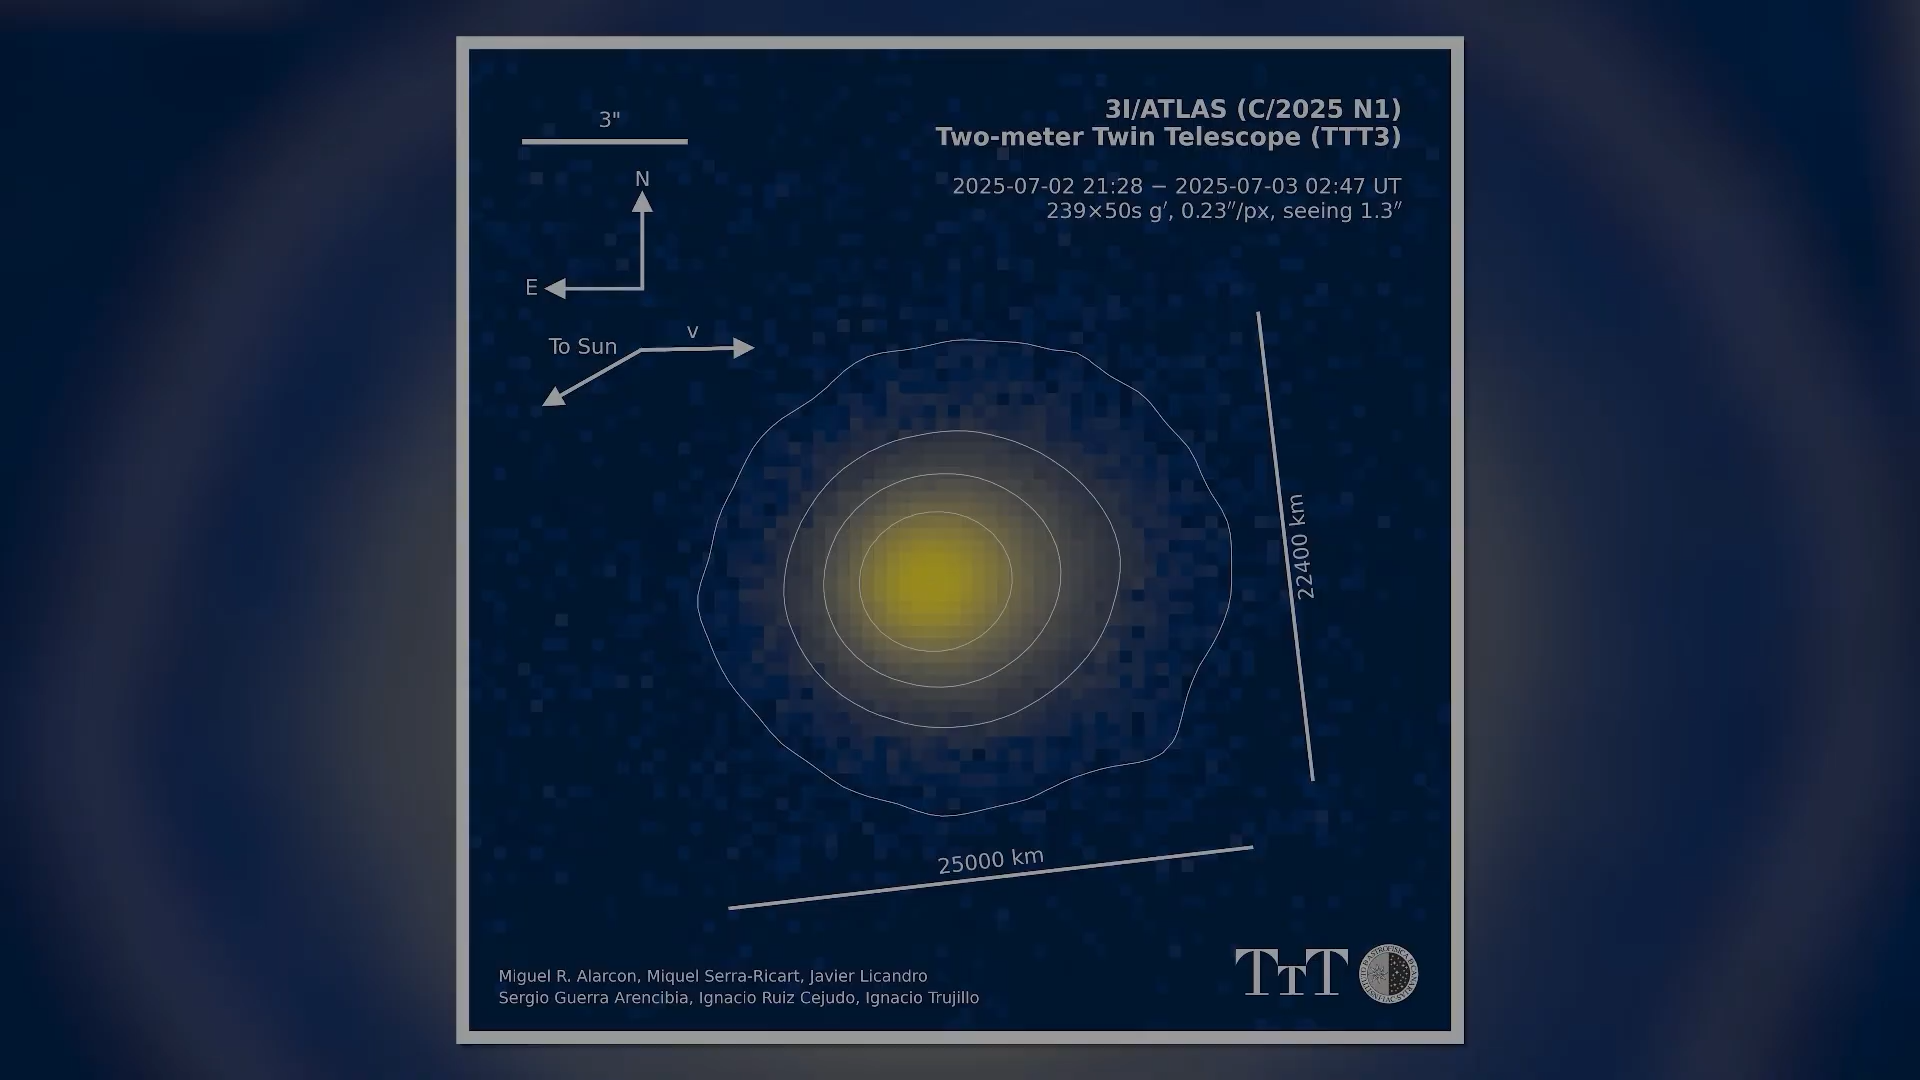 3"
3I/ATLAS (C/2025 N1)
Two-meter Twin Telescope (TTT3)
2025-07-02 21:28 − 2025-07-03 02:47 UT
239×50s g′, 0.23″/px, seeing 1.3″
N
E
To Sun
v
22400 km
25000 km
Miguel R. Alarcon, Miquel Serra-Ricart, Javier Licandro
Sergio Guerra Arencibia, Ignacio Ruiz Cejudo, Ignacio Trujillo
TTT